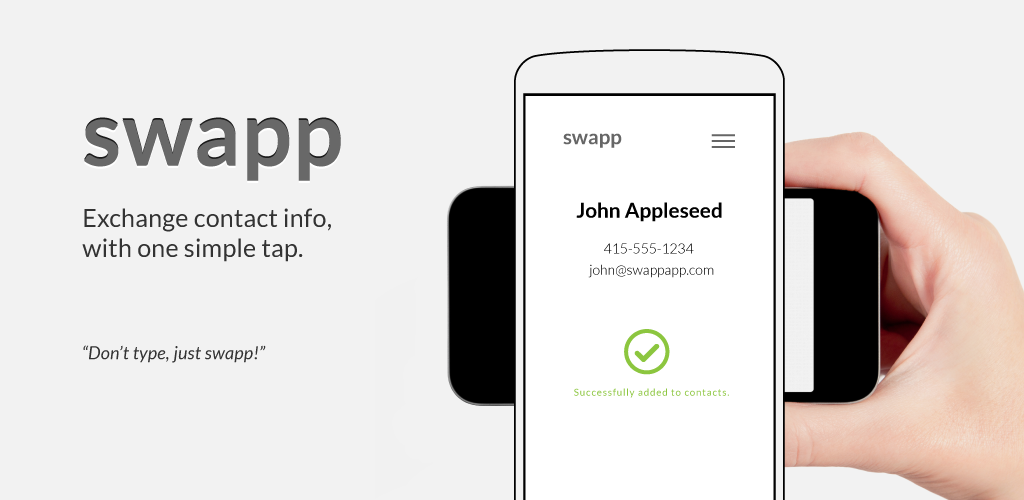 swapp
Exchange contact info,
with one simple tap.
“Don’t type, just swapp!”
swapp
John Appleseed
415-555-1234
john@swappapp.com
Successfully added to contacts.